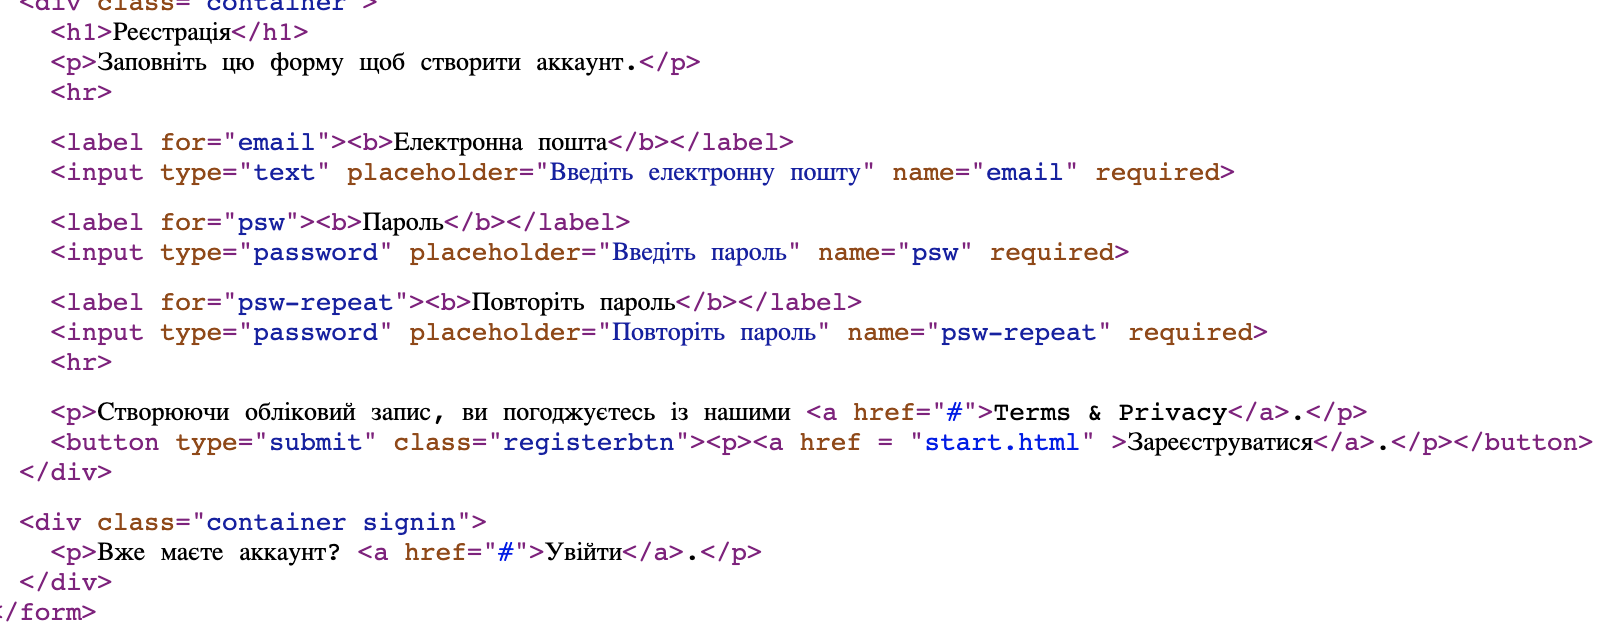 <div class="container">
<h1>Реєстрація</h1>
<p>Заповніть цю форму щоб створити аккаунт.</p>
<hr>
<label for="email"><b>Електронна пошта</b></label>
<input type="text" placeholder="Введіть електронну пошту" name="email" required>
<label for="psw"><b>Пароль</b></label>
<input type="password" placeholder="Введіть пароль" name="psw" required>
<label for="psw-repeat"><b>Повторіть пароль</b></label>
<input type="password" placeholder="Повторіть пароль" name="psw-repeat" required>
<hr>
<p>Створюючи обліковий запис, ви погоджуєтесь із нашими <a href="#">Terms & Privacy</a>.</p>
<button type="submit" class="registerbtn"><p><a href = "start.html" >Зареєструватися</a>.</p></button>
</div>
<div class="container signin">
<p>Вже маєте аккаунт? <a href="#">Увійти</a>.</p>
</div>
</form>